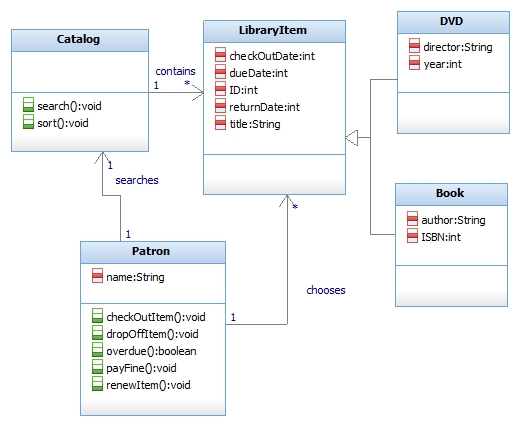 Catalog
search():void
sort():void
contains
1
*
LibraryItem
checkOutDate:int
dueDate:int
ID:int
returnDate:int
title:String
DVD
director:String
year:int
Book
author:String
ISBN:int
1
searches
1
Patron
name:String
checkOutItem():void
dropOffItem():void
overdue():boolean
payFine():void
renewItem():void
*
chooses
1